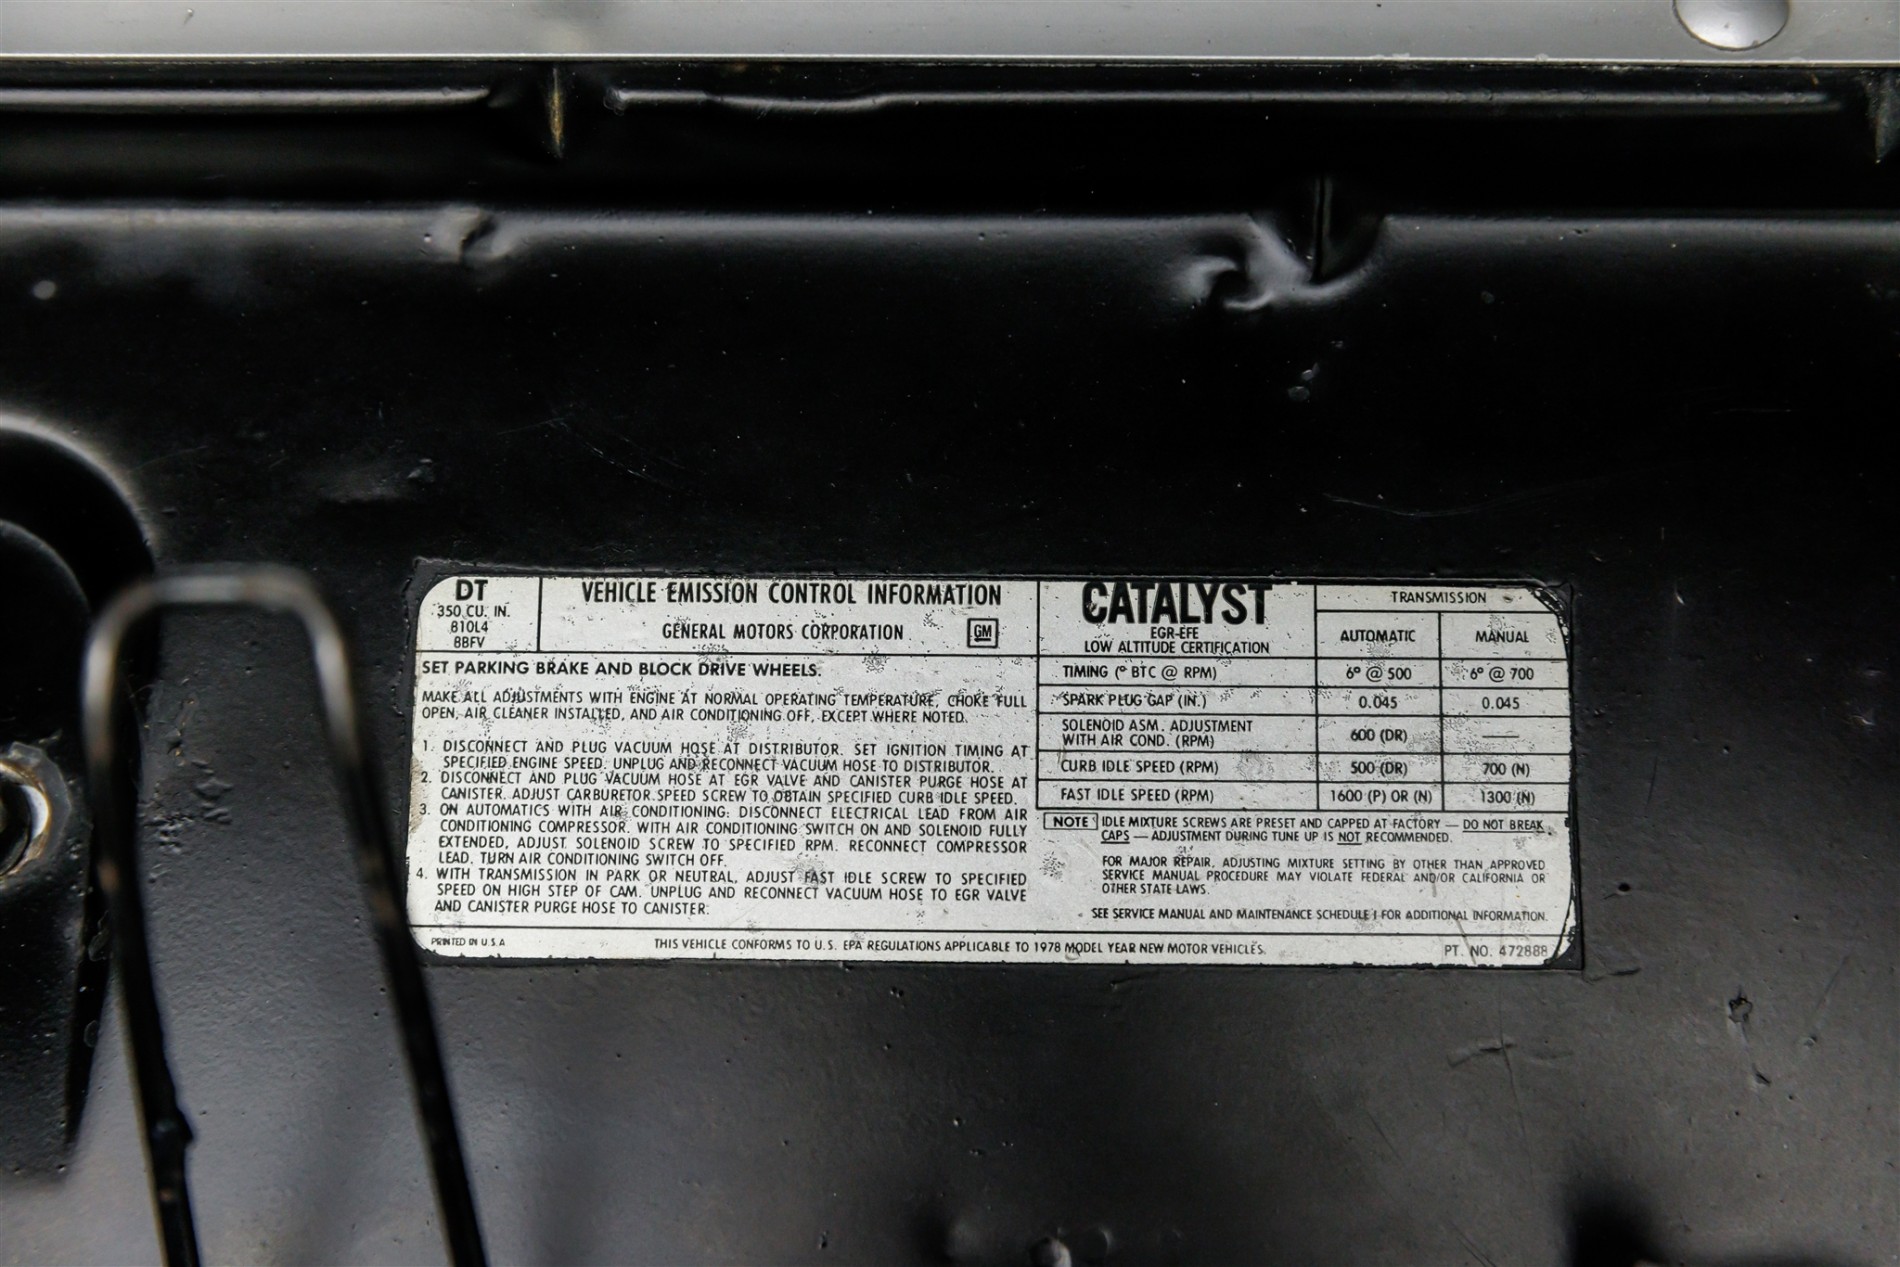 DT
350 CU. IN.
810L4
8BFV
VEHICLE EMISSION CONTROL INFORMATION
GENERAL MOTORS CORPORATION
GM
SET PARKING BRAKE AND BLOCK DRIVE WHEELS.
MAKE ALL ADJUSTMENTS WITH ENGINE AT NORMAL OPERATING TEMPERATURE, CHOKE FULL
OPEN, AIR CLEANER INSTALLED, AND AIR CONDITIONING OFF, EXCEPT WHERE NOTED.
1. DISCONNECT AND PLUG VACUUM HOSE AT DISTRIBUTOR. SET IGNITION TIMING AT
SPECIFIED ENGINE SPEED. UNPLUG AND RECONNECT VACUUM HOSE TO DISTRIBUTOR.
2. DISCONNECT AND PLUG VACUUM HOSE AT EGR VALVE AND CANISTER PURGE HOSE AT
CANISTER. ADJUST CARBURETOR SPEED SCREW TO OBTAIN SPECIFIED CURB IDLE SPEED.
3. ON AUTOMATICS WITH AIR CONDITIONING: DISCONNECT ELECTRICAL LEAD FROM AIR
CONDITIONING COMPRESSOR. WITH AIR CONDITIONING SWITCH ON AND SOLENOID FULLY
EXTENDED, ADJUST SOLENOID SCREW TO SPECIFIED RPM. RECONNECT COMPRESSOR
LEAD. TURN AIR CONDITIONING SWITCH OFF.
4. WITH TRANSMISSION IN PARK OR NEUTRAL, ADJUST FAST IDLE SCREW TO SPECIFIED
SPEED ON HIGH STEP OF CAM. UNPLUG AND RECONNECT VACUUM HOSE TO EGR VALVE
AND CANISTER PURGE HOSE TO CANISTER.
CATALYST
EGR-EFE
LOW ALTITUDE CERTIFICATION
TRANSMISSION
AUTOMATIC MANUAL
TIMING (° BTC @ RPM) 6° @ 500 6° @ 700
SPARK PLUG GAP (IN.) 0.045 0.045
SOLENOID ASM. ADJUSTMENT
WITH AIR COND. (RPM) 600 (DR) —
CURB IDLE SPEED (RPM) 500 (DR) 700 (N)
FAST IDLE SPEED (RPM) 1600 (P) OR (N) 1300 (N)
NOTE IDLE MIXTURE SCREWS ARE PRESET AND CAPPED AT FACTORY — DO NOT BREAK
CAPS — ADJUSTMENT DURING TUNE UP IS NOT RECOMMENDED.
FOR MAJOR REPAIR, ADJUSTING MIXTURE SETTING BY OTHER THAN APPROVED
SERVICE MANUAL PROCEDURE MAY VIOLATE FEDERAL AND/OR CALIFORNIA OR
OTHER STATE LAWS.
SEE SERVICE MANUAL AND MAINTENANCE SCHEDULE I FOR ADDITIONAL INFORMATION.
PRINTED IN U.S.A THIS VEHICLE CONFORMS TO U.S. EPA REGULATIONS APPLICABLE TO 1978 MODEL YEAR NEW MOTOR VEHICLES. PT. NO. 472888